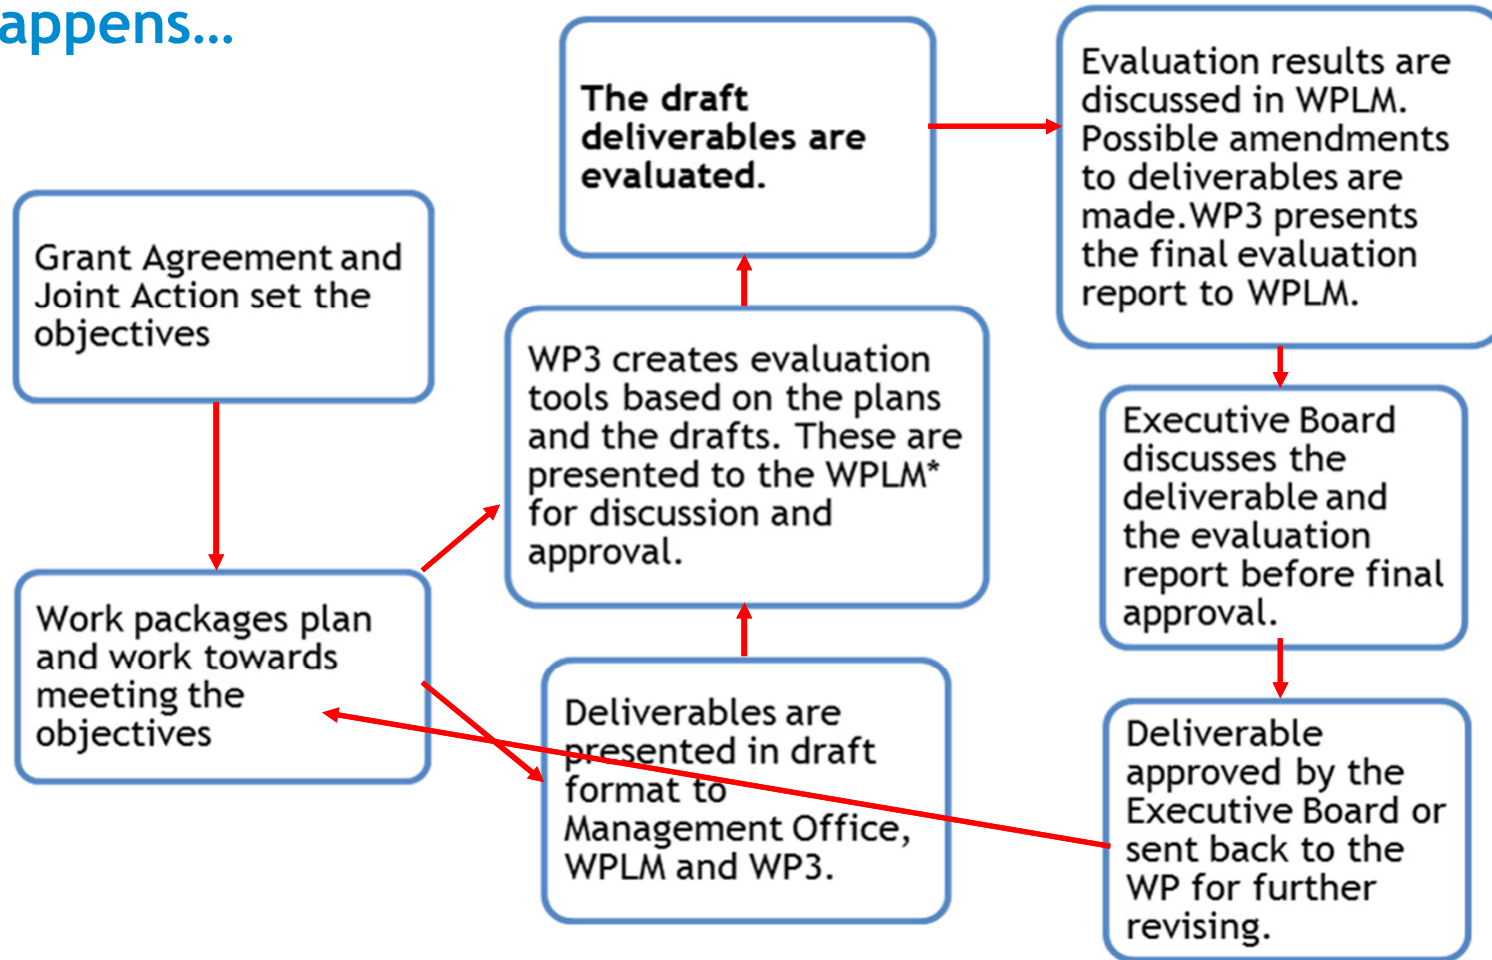 appens...
Grant Agreement and
Joint Action set the
objectives
Work packages plan
and work towards
meeting the
objectives
The draft
deliverables are
evaluated.
WP3 creates evaluation
tools based on the plans
and the drafts. These are
presented to the WPLM*
for discussion and
approval.
Deliverables are
presented in draft
format to
Management Office,
WPLM and WP3.
Evaluation results are
discussed in WPLM.
Possible amendments
to deliverables are
made.WP3 presents
the final evaluation
report to WPLM.
Executive Board
discusses the
deliverable and
the evaluation
report before final
approval.
Deliverable
approved by the
Executive Board or
sent back to the
WP for further
revising.